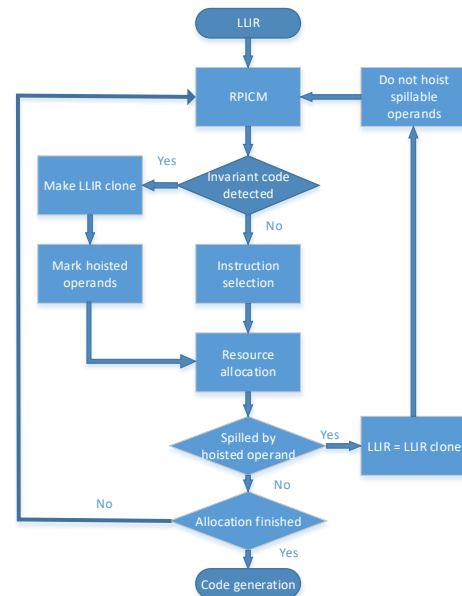 LLIR
RPICM
Do not hoist
spillable
operands
Yes
Invariant code
detected
Make LLIR clone
No
Mark hoisted
operands
Instruction
selection
Resource
allocation
Spilled by
hoisted operand
Yes
LLIR = LLIR clone
No
No
Allocation finished
Yes
Code generation